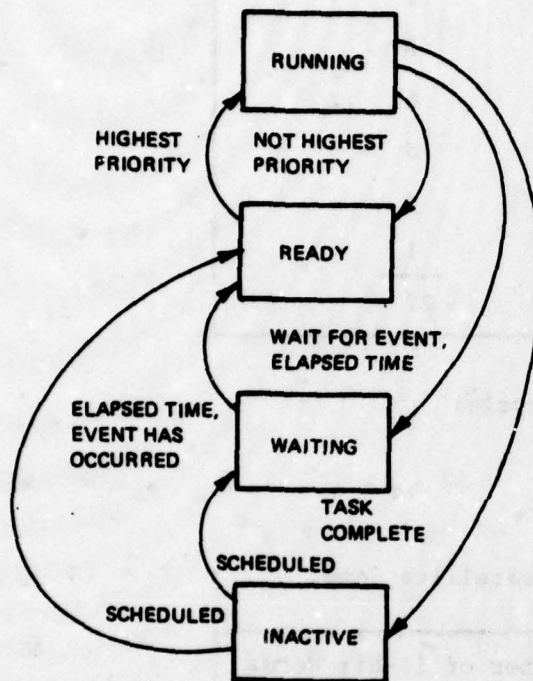 RUNNING
HIGHEST
PRIORITY
NOT HIGHEST
PRIORITY
READY
WAIT FOR EVENT,
ELAPSED TIME
ELAPSED TIME,
EVENT HAS
OCCURRED
WAITING
TASK
COMPLETE
SCHEDULED
SCHEDULED
INACTIVE